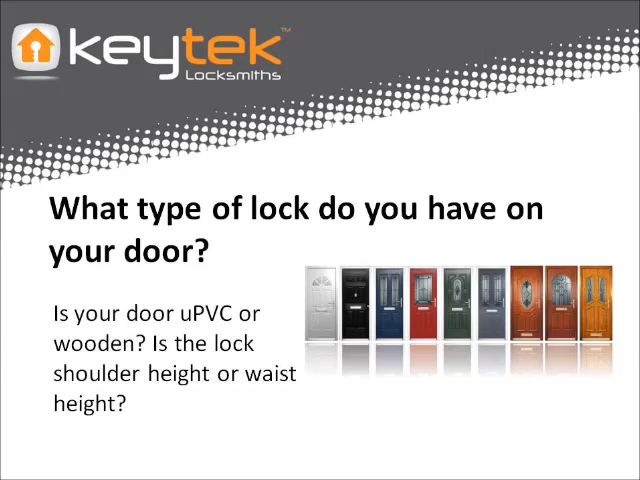 keytek™
Locksmiths
What type of lock do you have on
your door?
Is your door uPVC or
wooden? Is the lock
shoulder height or waist
height?